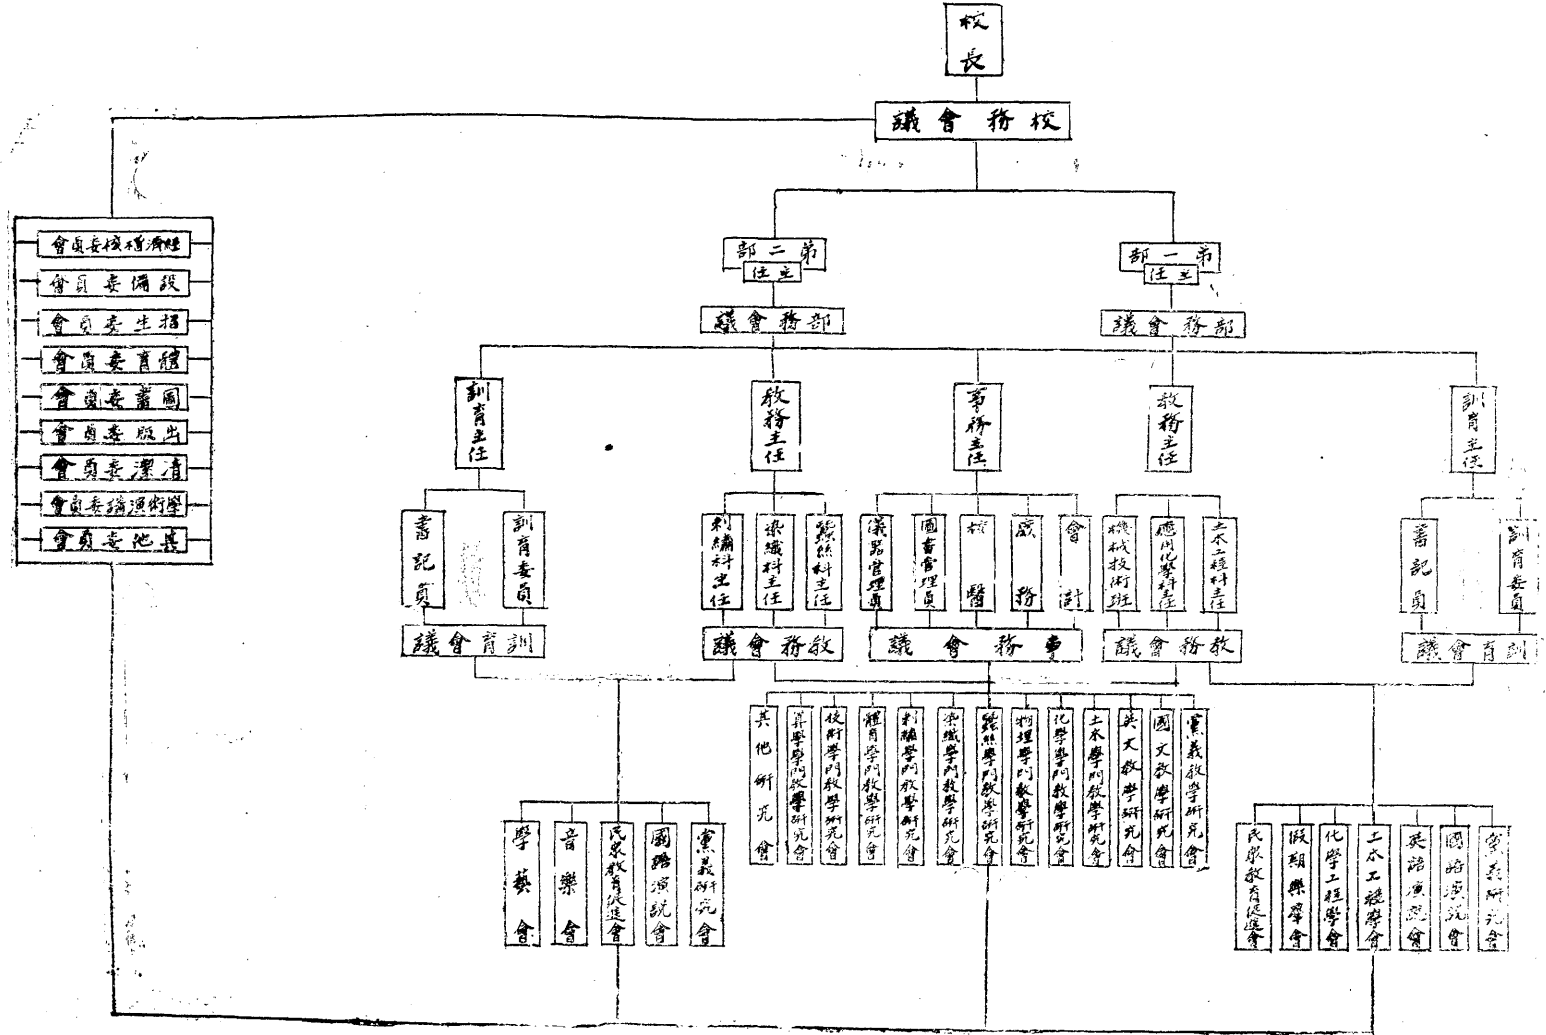 校長
校務會議
第一部
主任
部務會議
第二部
主任
部務會議
經濟稽核委員會
設備委員會
招生委員會
體育委員會
圖書委員會
出版委員會
清潔委員會
學術演講委員會
其他委員會
訓育主任
教務主任
事務主任
教務主任
訓育主任
訓育委員
書記員
土木工程科主任
應用化學科主任
機械技術班
會計
庶務
校醫
圖書管理員
儀器管理員
蠶絲科主任
染織科主任
刺繡科主任
訓育委員
書記員
訓育會議
教務會議
事務會議
教務會議
訓育會議
黨義教學研究會
國文教學研究會
英文教學研究會
土木學門教學研究會
化學學門教學研究會
物理學門教學研究會
蠶絲學門教學研究會
染織學門教學研究會
刺繡學門教學研究會
體育學門教學研究會
技術學門教學研究會
算學學門教學研究會
其他研究會
黨義研究會
國語演說會
英語演說會
土木工程學會
化學工程學會
假期樂群會
民眾教育促進會
黨義研究會
國語演說會
民眾教育促進會
音樂會
學藝會